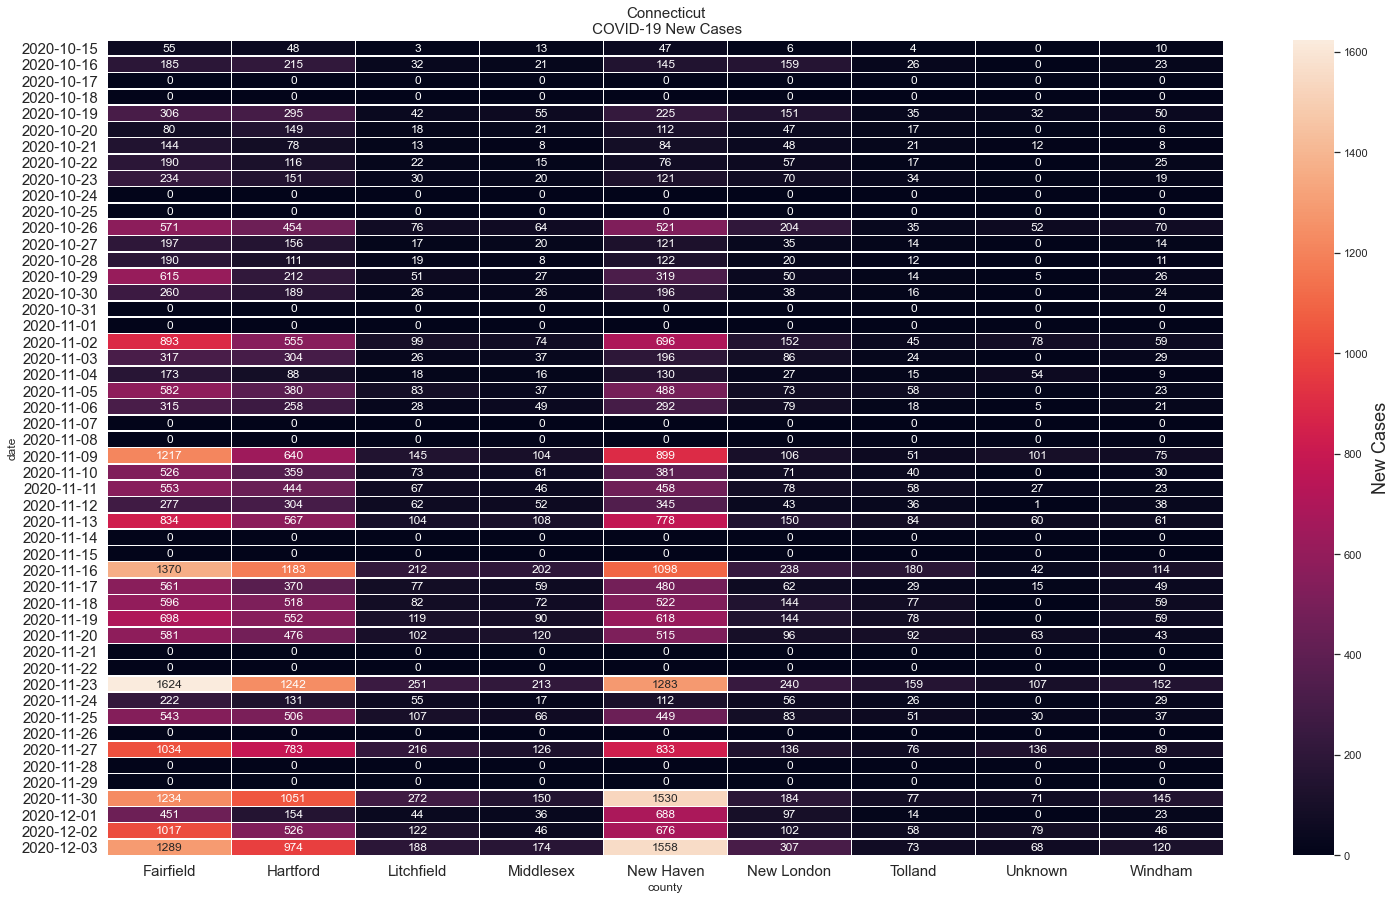 Connecticut
COVID-19 New Cases
2020-10-15 55 48 3 13 47 6 4 0 10
2020-10-16 185 215 32 21 145 159 26 0 23
2020-10-17 0 0 0 0 0 0 0 0 0
2020-10-18 0 0 0 0 0 0 0 0 0
2020-10-19 306 295 42 55 225 151 35 32 50
2020-10-20 80 149 18 21 112 47 17 0 6
2020-10-21 144 78 13 8 84 48 21 12 8
2020-10-22 190 116 22 15 76 57 17 0 25
2020-10-23 234 151 30 20 121 70 34 0 19
2020-10-24 0 0 0 0 0 0 0 0 0
2020-10-25 0 0 0 0 0 0 0 0 0
2020-10-26 571 454 76 64 521 204 35 52 70
2020-10-27 197 156 17 20 121 35 14 0 14
2020-10-28 190 111 19 8 122 20 12 0 11
2020-10-29 615 212 51 27 319 50 14 5 26
2020-10-30 260 189 26 26 196 38 16 0 24
2020-10-31 0 0 0 0 0 0 0 0 0
2020-11-01 0 0 0 0 0 0 0 0 0
2020-11-02 893 555 99 74 696 152 45 78 59
2020-11-03 317 304 26 37 196 86 24 0 29
2020-11-04 173 88 18 16 130 27 15 54 9
2020-11-05 582 380 83 37 488 73 58 0 23
2020-11-06 315 258 28 49 292 79 18 5 21
2020-11-07 0 0 0 0 0 0 0 0 0
2020-11-08 0 0 0 0 0 0 0 0 0
2020-11-09 1217 640 145 104 899 106 51 101 75
2020-11-10 526 359 73 61 381 71 40 0 30
2020-11-11 553 444 67 46 458 78 58 27 23
2020-11-12 277 304 62 52 345 43 36 1 38
2020-11-13 834 567 104 108 778 150 84 60 61
2020-11-14 0 0 0 0 0 0 0 0 0
2020-11-15 0 0 0 0 0 0 0 0 0
2020-11-16 1370 1183 212 202 1098 238 180 42 114
2020-11-17 561 370 77 59 480 62 29 15 49
2020-11-18 596 518 82 72 522 144 77 0 59
2020-11-19 698 552 119 90 618 144 78 0 59
2020-11-20 581 476 102 120 515 96 92 63 43
2020-11-21 0 0 0 0 0 0 0 0 0
2020-11-22 0 0 0 0 0 0 0 0 0
2020-11-23 1624 1242 251 213 1283 240 159 107 152
2020-11-24 222 131 55 17 112 56 26 0 29
2020-11-25 543 506 107 66 449 83 51 30 37
2020-11-26 0 0 0 0 0 0 0 0 0
2020-11-27 1034 783 216 126 833 136 76 136 89
2020-11-28 0 0 0 0 0 0 0 0 0
2020-11-29 0 0 0 0 0 0 0 0 0
2020-11-30 1234 1051 272 150 1530 184 77 71 145
2020-12-01 451 154 44 36 688 97 14 0 23
2020-12-02 1017 526 122 46 676 102 58 79 46
2020-12-03 1289 974 188 174 1558 307 73 68 120
Fairfield Hartford Litchfield Middlesex New Haven New London Tolland Unknown Windham
county
date
1600
1400
1200
1000
800
600
400
200
0
New Cases